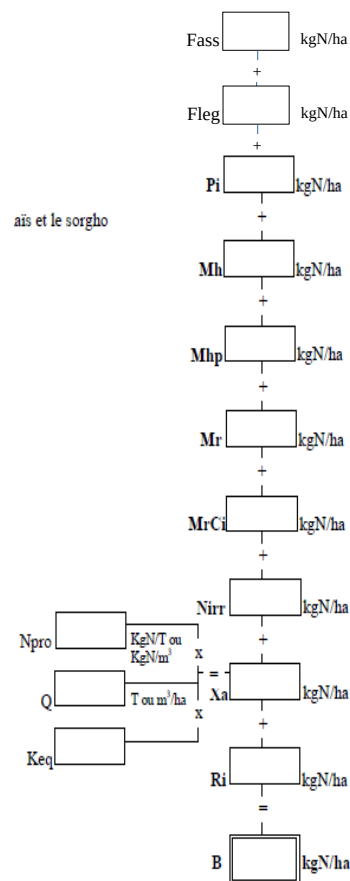 Fass kgN/ha
+
Fleg kgN/ha
+
Pi kgN/ha
+
aïs et le sorgho
Mh kgN/ha
+
Mhp kgN/ha
+
Mr kgN/ha
+
MrCi kgN/ha
+
Nirr kgN/ha
Npro KgN/T ou
KgN/m³
x
+
=
Q T ou m³/ha
Xa kgN/ha
x
+
Keq
Ri kgN/ha
=
B kgN/ha